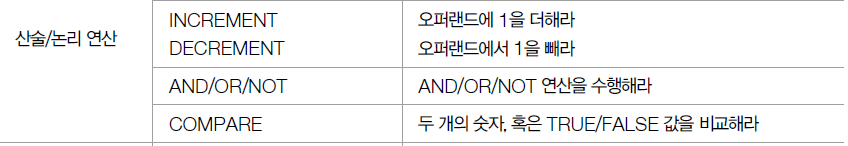 산술/논리 연산
INCREMENT 오퍼랜드에 1을 더해라
DECREMENT 오퍼랜드에서 1을 빼라
AND/OR/NOT AND/OR/NOT 연산을 수행해라
COMPARE 두 개의 숫자, 혹은 TRUE/FALSE 값을 비교해라